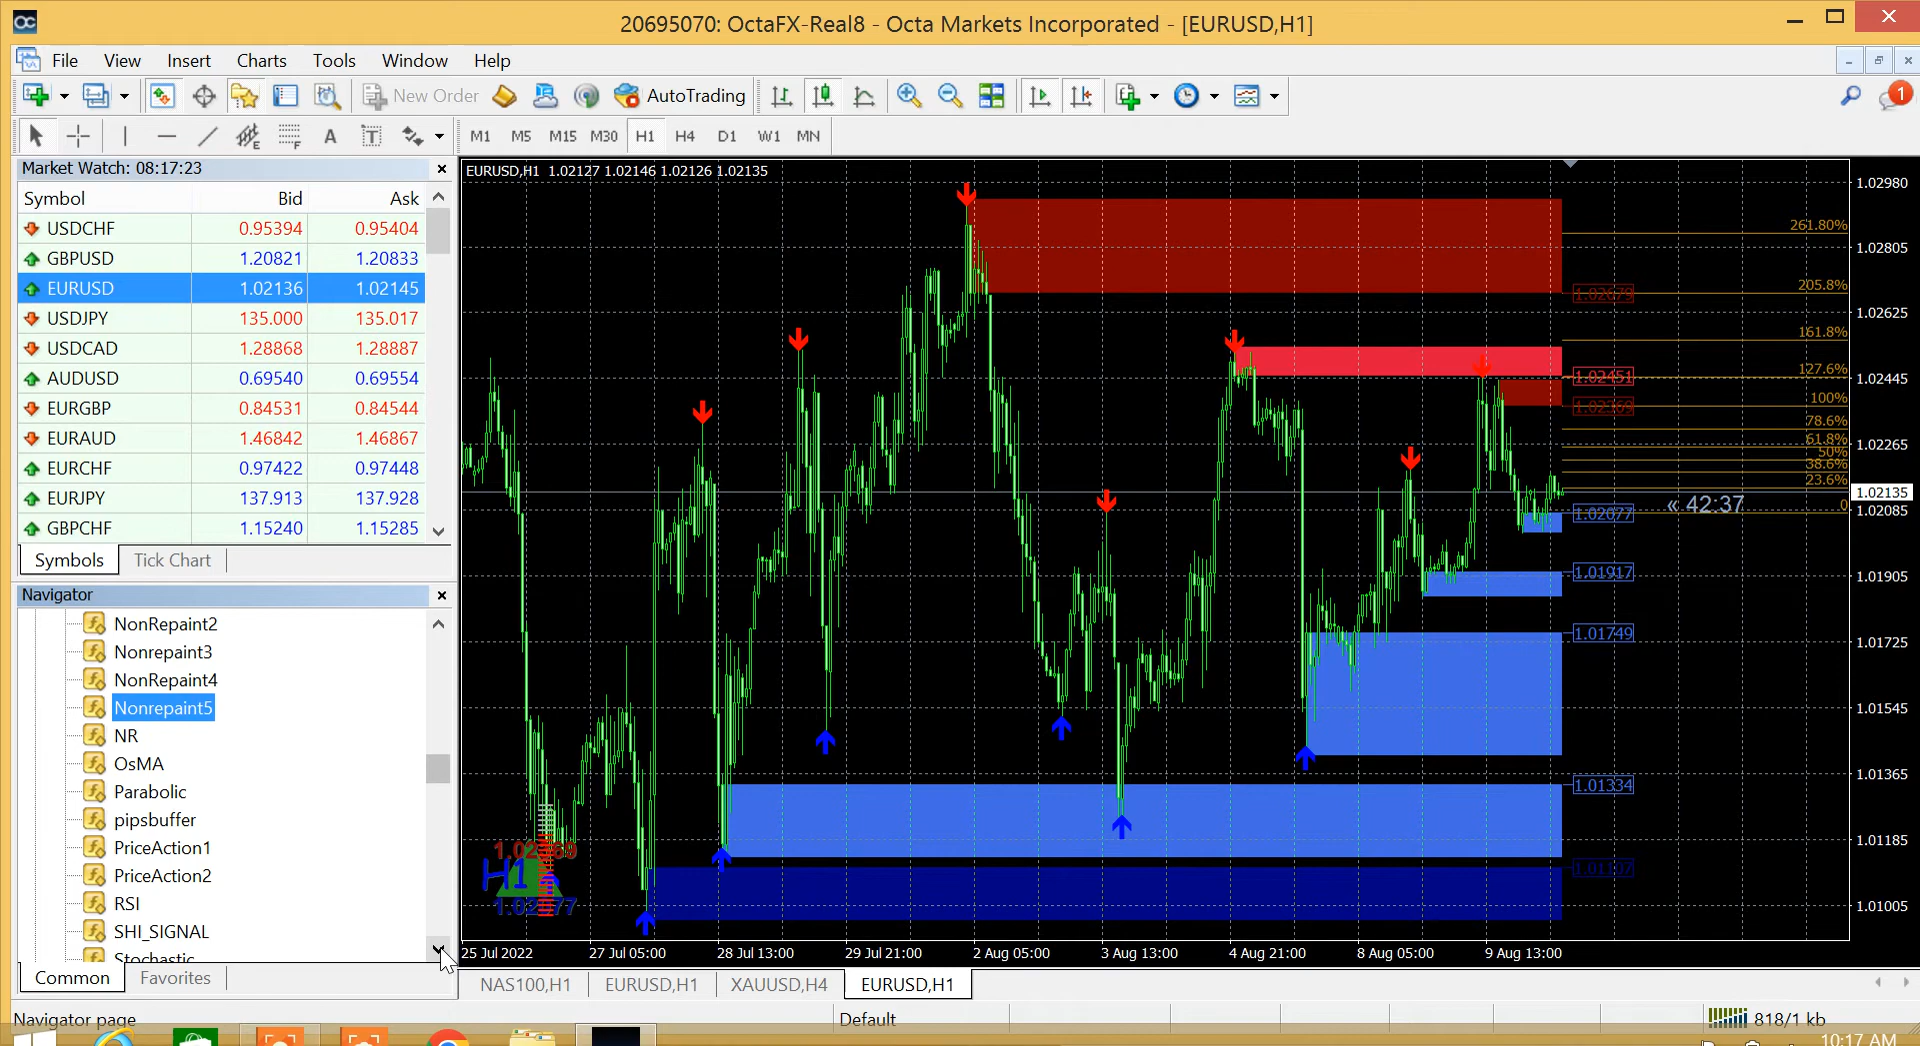 20695070: OctaFX-Real8 - Octa Markets Incorporated - [EURUSD,H1]
File View Insert Charts Tools Window Help
New Order AutoTrading 1
A T M1 M5 M15 M30 H1 H4 D1 W1 MN
Market Watch: 08:17:23
Symbol Bid Ask
USDCHF 0.95394 0.95404
GBPUSD 1.20821 1.20833
EURUSD 1.02136 1.02145
USDJPY 135.000 135.017
USDCAD 1.28868 1.28887
AUDUSD 0.69540 0.69554
EURGBP 0.84531 0.84544
EURAUD 1.46842 1.46867
EURCHF 0.97422 0.97448
EURJPY 137.913 137.928
GBPCHF 1.15240 1.15285
Symbols Tick Chart
Navigator
NonRepaint2
Nonrepaint3
NonRepaint4
Nonrepaint5
NR
OsMA
Parabolic
pipsbuffer
PriceAction1
PriceAction2
RSI
SHI_SIGNAL
Stochastic
Common Favorites
EURUSD,H1 1.02127 1.02146 1.02126 1.02135
261.80%
205.8%
161.8%
127.6%
100%
78.6%
61.8%
50%
38.6%
23.6%
0
1.02679
1.02451
1.02369
1.02077
1.01917
1.01749
1.01334
« 42:37
1.02980
1.02805
1.02625
1.02445
1.02265
1.02135
1.02085
1.01905
1.01725
1.01545
1.01365
1.01185
1.01005
H1
1.02077
25 Jul 2022 27 Jul 05:00 28 Jul 13:00 29 Jul 21:00 2 Aug 05:00 3 Aug 13:00 4 Aug 21:00 8 Aug 05:00 9 Aug 13:00
NAS100,H1 EURUSD,H1 XAUUSD,H4 EURUSD,H1
Navigator page Default 818/1 kb
10:17 AM